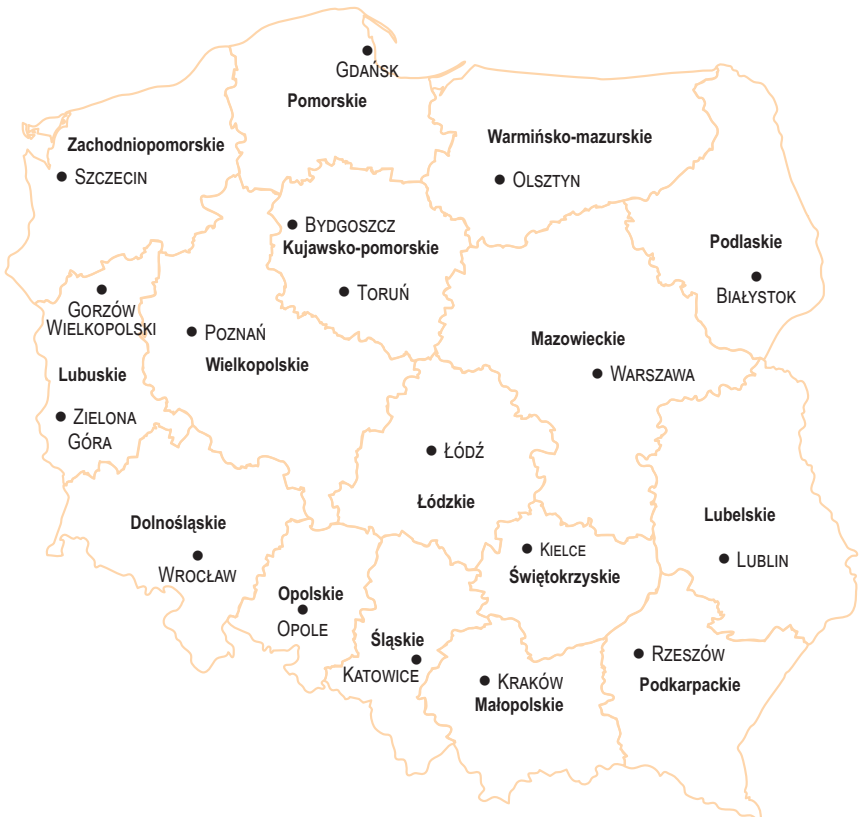 Gdańsk
Pomorskie
Zachodniopomorskie
Szczecin
Warmińsko-mazurskie
Olsztyn
Bydgoszcz
Kujawsko-pomorskie
Toruń
Podlaskie
Białystok
Gorzów
Wielkopolski
Lubuskie
Zielona
Góra
Poznań
Wielkopolskie
Mazowieckie
Warszawa
Łódź
Łódzkie
Dolnośląskie
Wrocław
Lubelskie
Lublin
Kielce
Świętokrzyskie
Opolskie
Opole
Śląskie
Katowice
Kraków
Małopolskie
Rzeszów
Podkarpackie